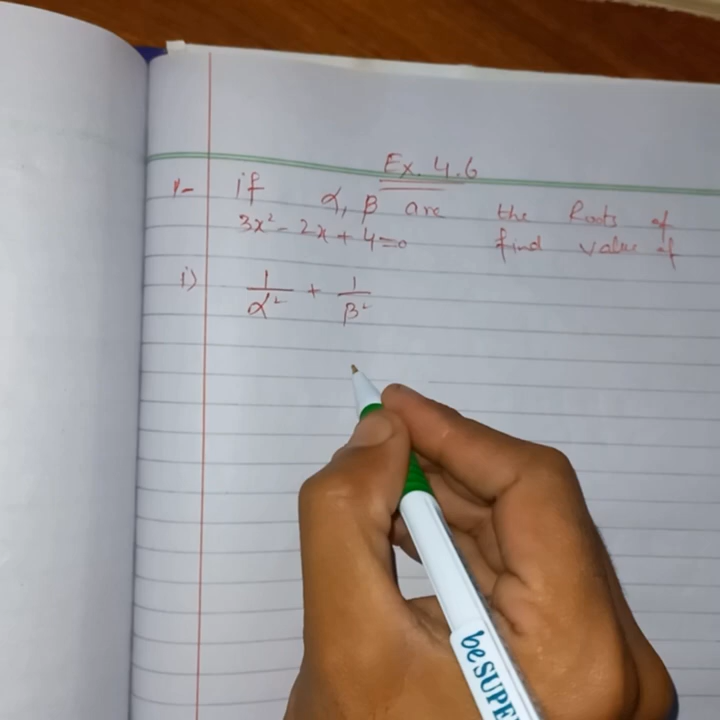 Ex. 4.6
1- if α, β are the Roots of
3x² - 2x + 4 = 0 find value of
i) 1/α² + 1/β²
beSUPE